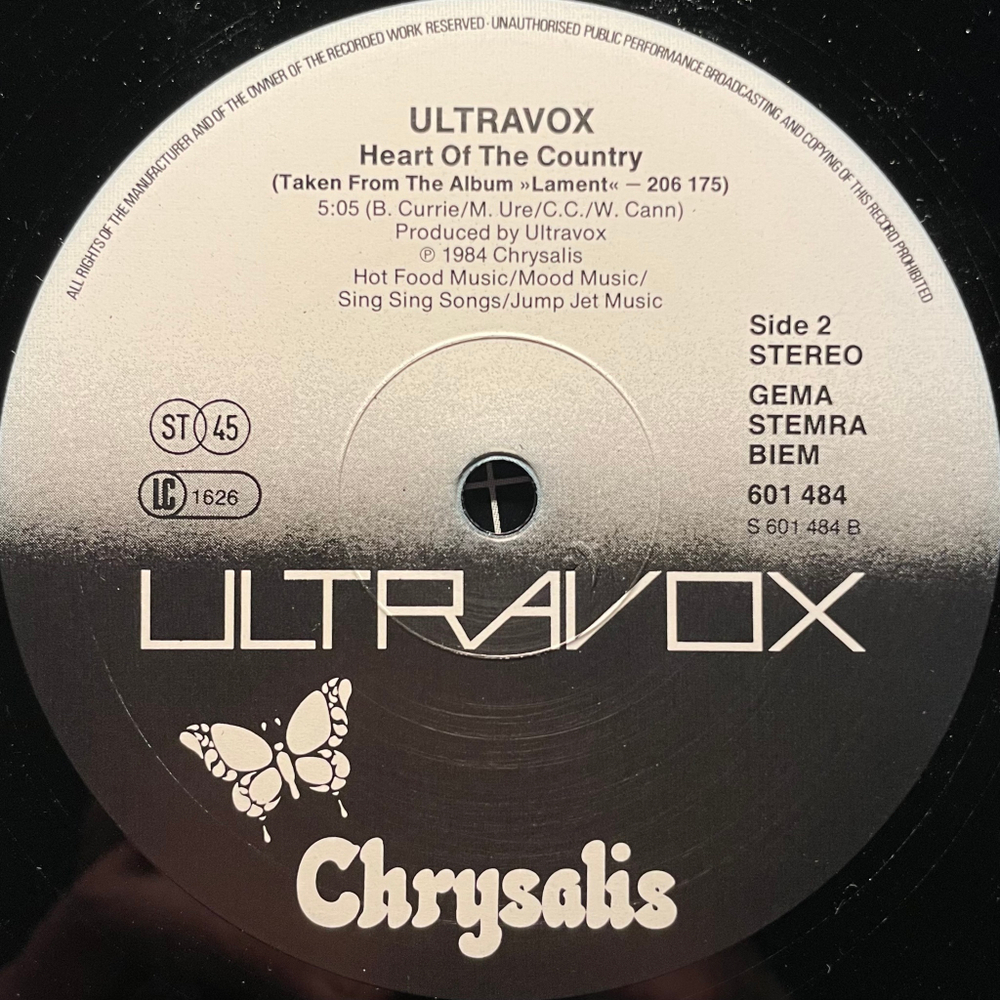 ALL RIGHTS OF THE MANUFACTURER AND OF THE OWNER OF THE RECORDED WORK RESERVED · UNAUTHORISED PUBLIC PERFORMANCE BROADCASTING AND COPYING OF THIS RECORD PROHIBITED
ULTRAVOX
Heart Of The Country
(Taken From The Album »Lament« – 206 175)
5:05 (B. Currie/M. Ure/C.C./W. Cann)
Produced by Ultravox
℗ 1984 Chrysalis
Hot Food Music/Mood Music/
Sing Sing Songs/Jump Jet Music
Side 2
STEREO
GEMA
STEMRA
BIEM
601 484
S 601 484 B
ST 45
LC 1626
ULTRAVOX
Chrysalis